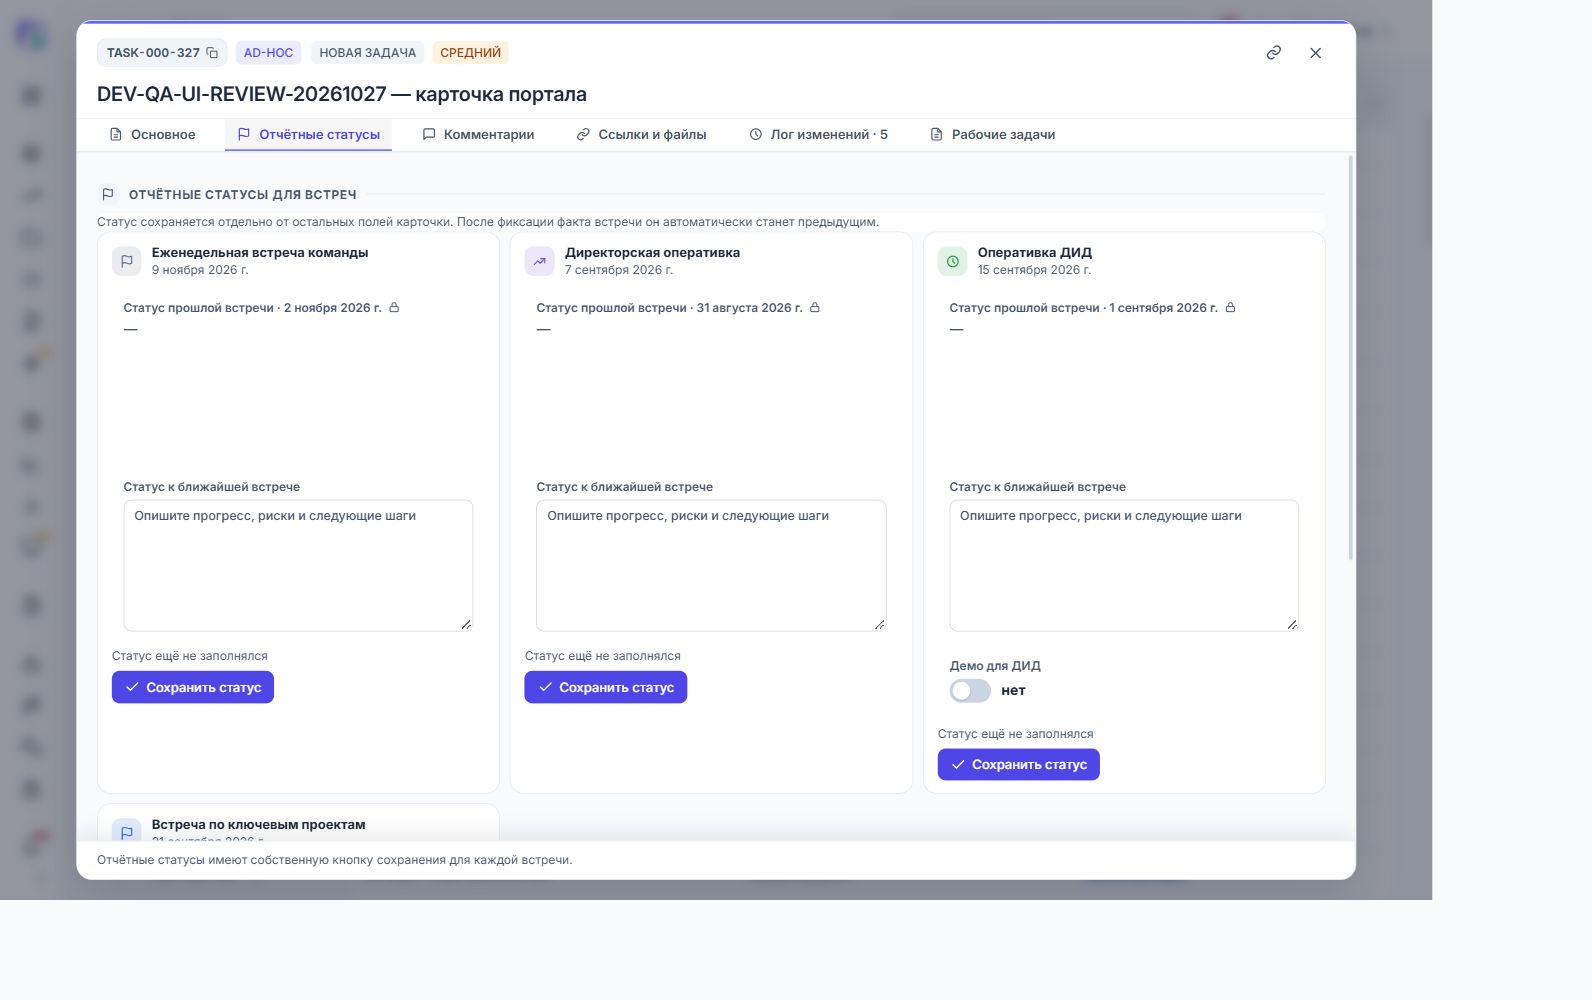 TASK-000-327
AD-HOC
НОВАЯ ЗАДАЧА
СРЕДНИЙ
DEV-QA-UI-REVIEW-20261027 — карточка портала
Основное
Отчётные статусы
Комментарии
Ссылки и файлы
Лог изменений · 5
Рабочие задачи
ОТЧЁТНЫЕ СТАТУСЫ ДЛЯ ВСТРЕЧ
Статус сохраняется отдельно от остальных полей карточки. После фиксации факта встречи он автоматически станет предыдущим.
Еженедельная встреча команды
9 ноября 2026 г.
Статус прошлой встречи · 2 ноября 2026 г.
—
Статус к ближайшей встрече
Опишите прогресс, риски и следующие шаги
Статус ещё не заполнялся
Сохранить статус
Директорская оперативка
7 сентября 2026 г.
Статус прошлой встречи · 31 августа 2026 г.
—
Статус к ближайшей встрече
Опишите прогресс, риски и следующие шаги
Статус ещё не заполнялся
Сохранить статус
Оперативка ДИД
15 сентября 2026 г.
Статус прошлой встречи · 1 сентября 2026 г.
—
Статус к ближайшей встрече
Опишите прогресс, риски и следующие шаги
Демо для ДИД
нет
Статус ещё не заполнялся
Сохранить статус
Встреча по ключевым проектам
21 сентября 2026 г.
Отчётные статусы имеют собственную кнопку сохранения для каждой встречи.